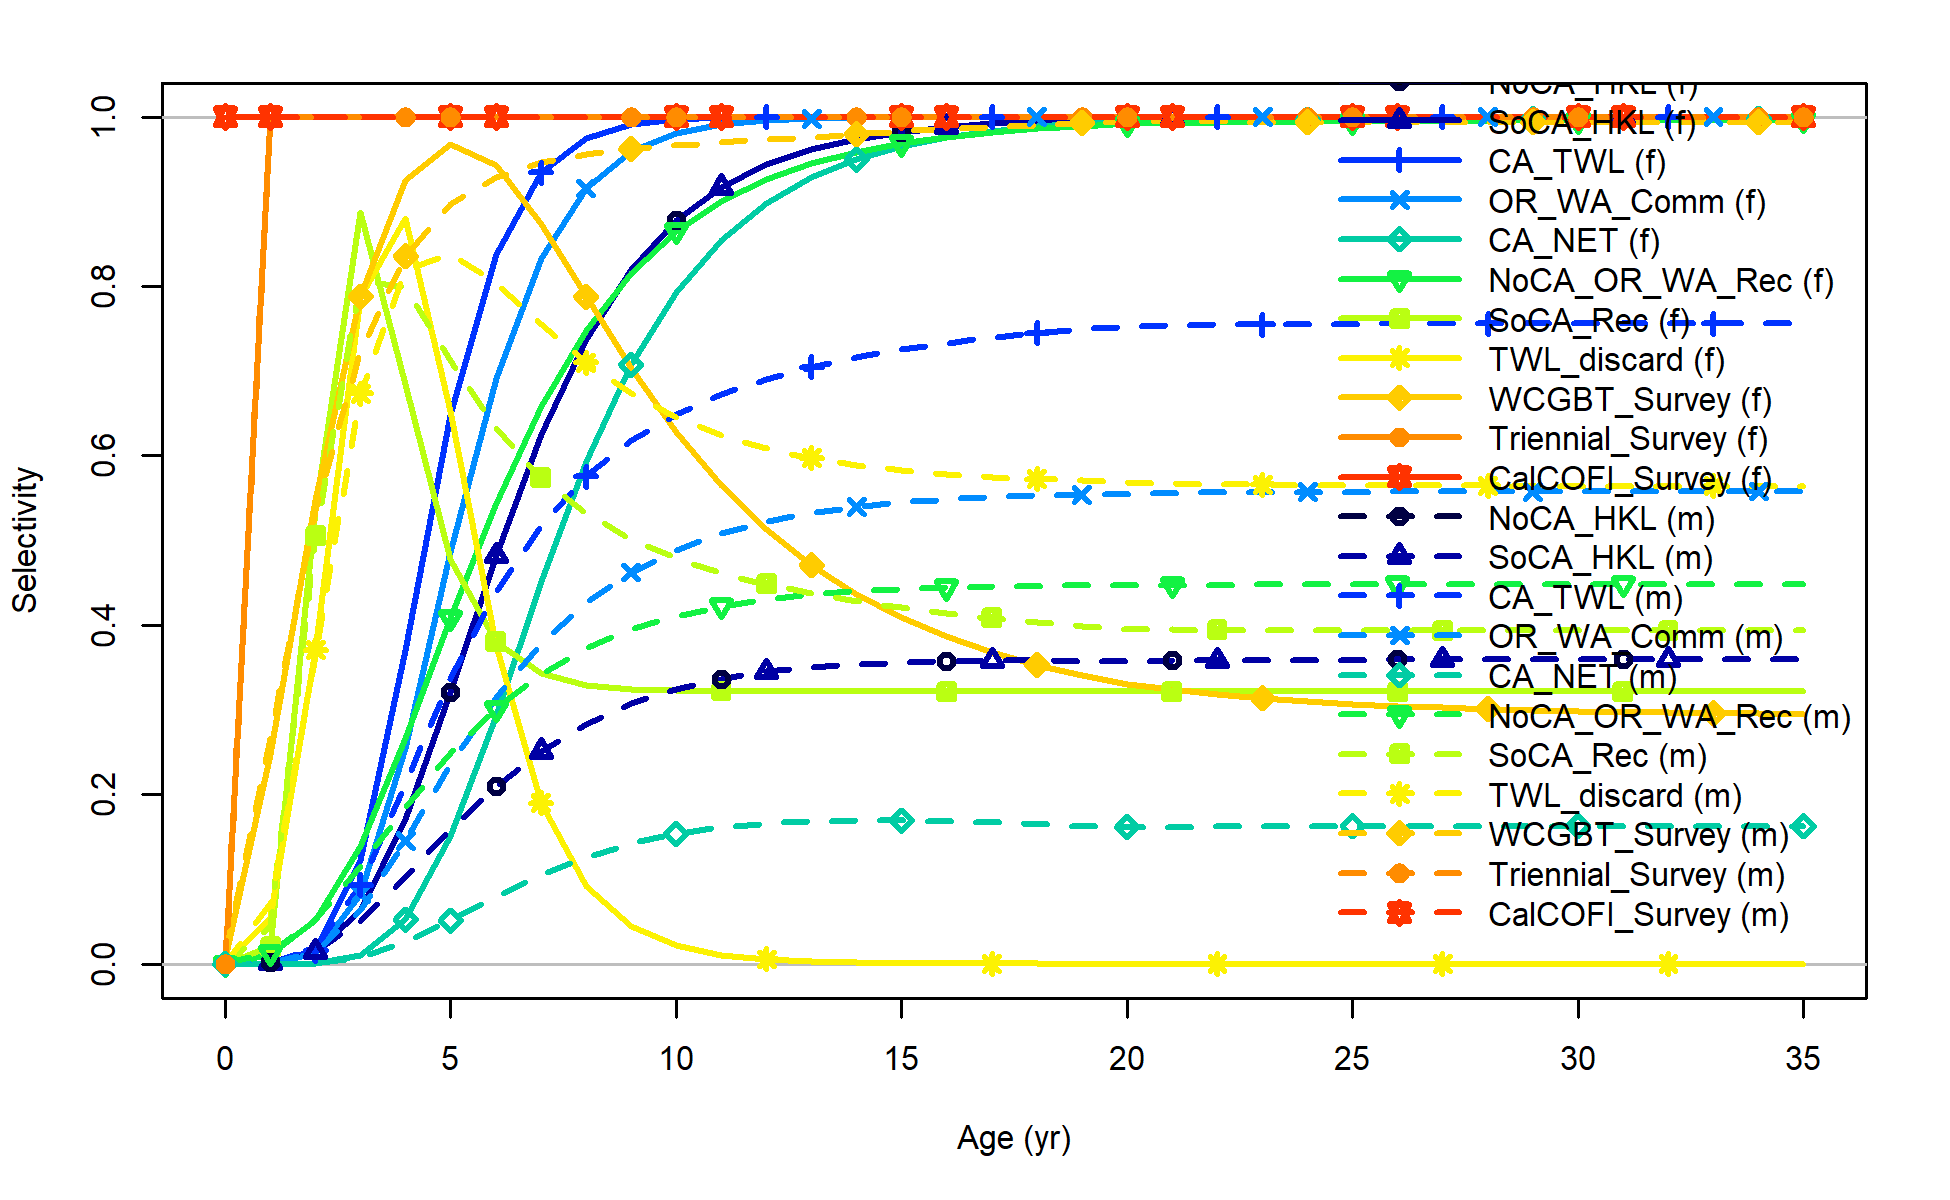 NoCA_HKL (f)
SoCA_HKL (f)
CA_TWL (f)
OR_WA_Comm (f)
CA_NET (f)
NoCA_OR_WA_Rec (f)
SoCA_Rec (f)
TWL_discard (f)
WCGBT_Survey (f)
Triennial_Survey (f)
CalCOFI_Survey (f)
NoCA_HKL (m)
SoCA_HKL (m)
CA_TWL (m)
OR_WA_Comm (m)
CA_NET (m)
NoCA_OR_WA_Rec (m)
SoCA_Rec (m)
TWL_discard (m)
WCGBT_Survey (m)
Triennial_Survey (m)
CalCOFI_Survey (m)
1.0
0.8
0.6
0.4
0.2
0.0
Selectivity
0 5 10 15 20 25 30 35
Age (yr)